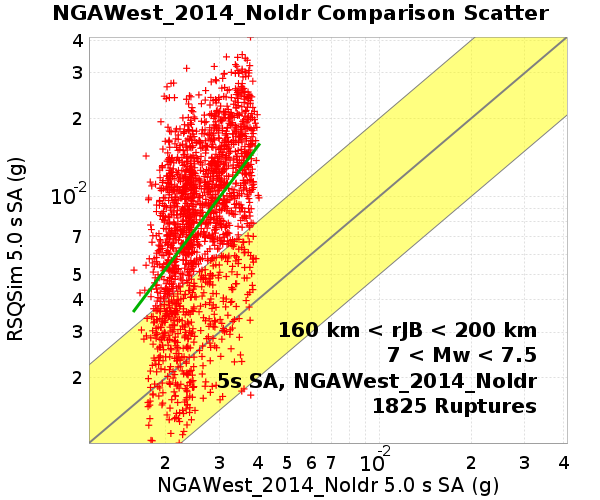 NGAWest_2014_NoIdr Comparison Scatter
4
3
2
10-2
7
5
4
3
2
RSQSim 5.0 s SA (g)
160 km < rJB < 200 km
7 < Mw < 7.5
5s SA, NGAWest_2014_NoIdr
1825 Ruptures
2 3 4 5 6 7 10-2 2 3 4
NGAWest_2014_NoIdr 5.0 s SA (g)